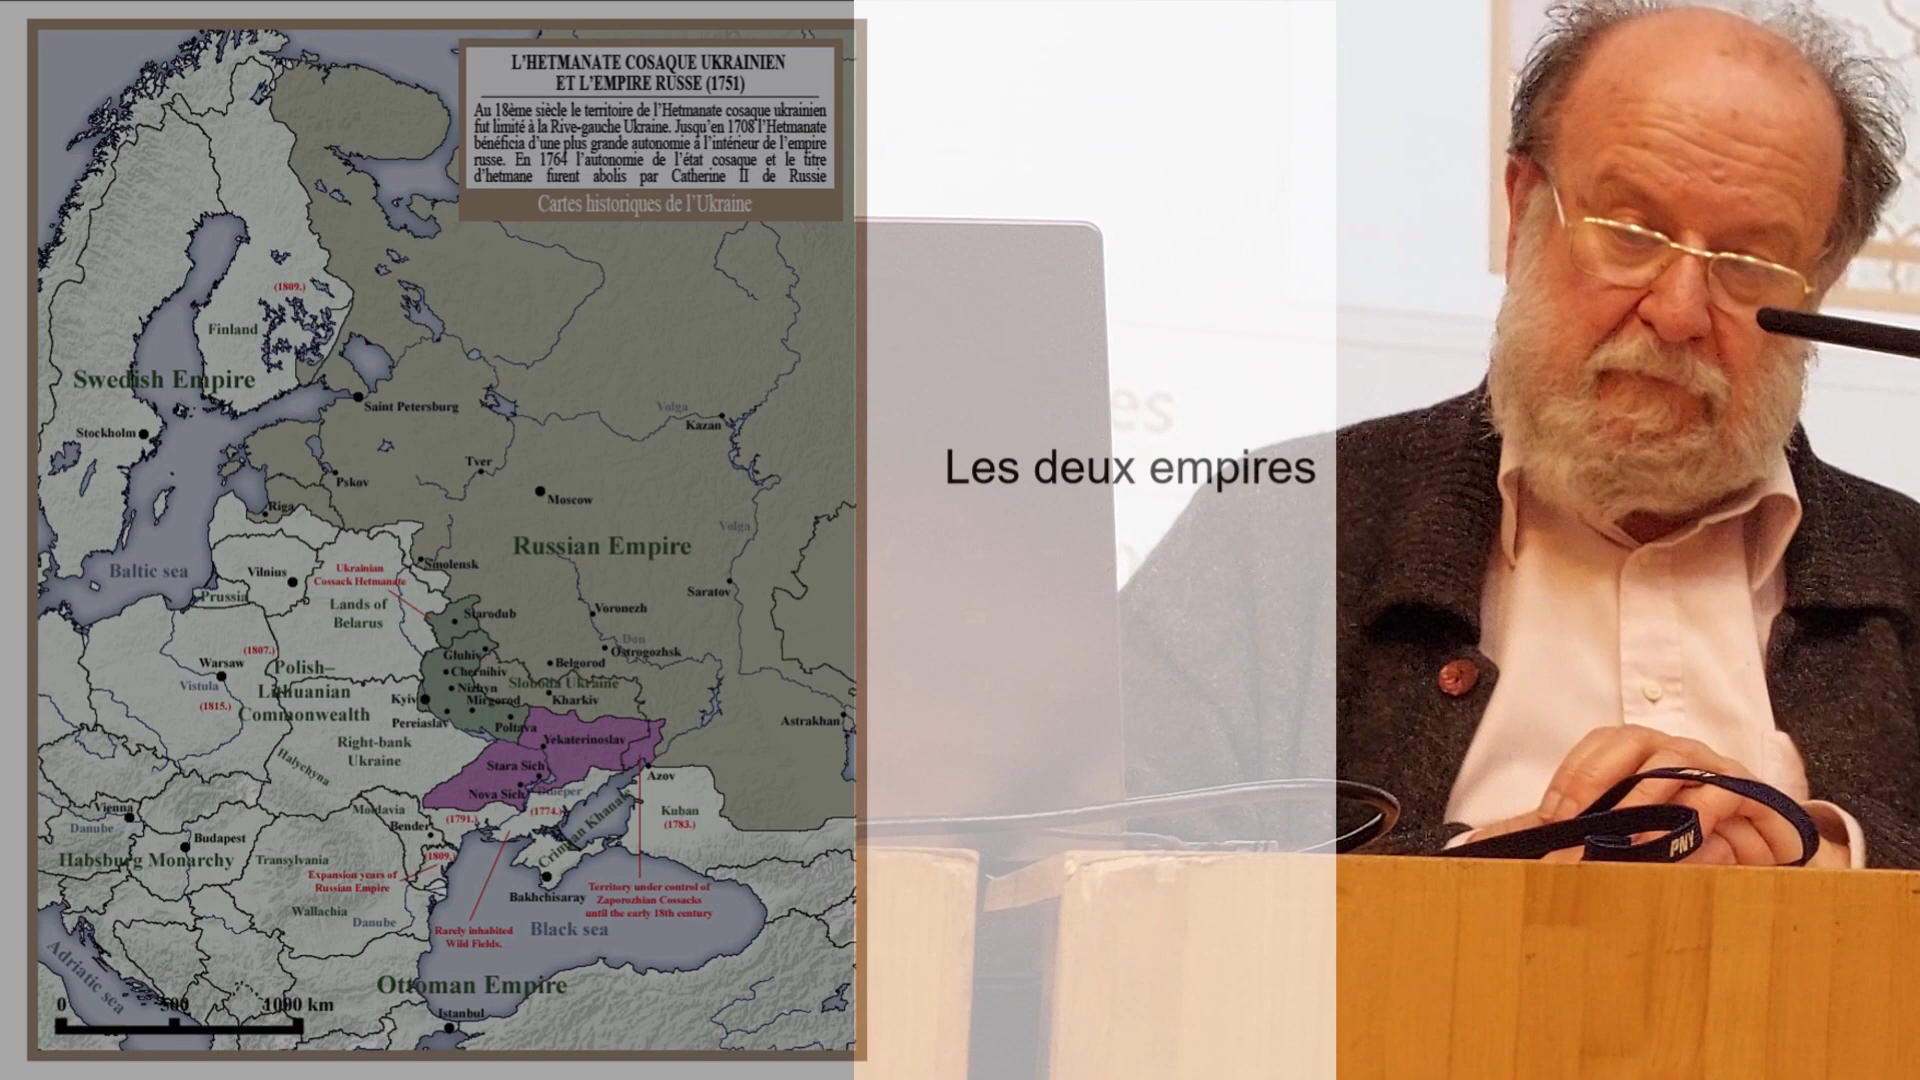 L'HETMANATE COSAQUE UKRAINIEN
ET L'EMPIRE RUSSE (1751)
Au 18ème siècle le territoire de l'Hetmanate cosaque ukrainien
fut limité à la Rive-gauche Ukraine. Jusqu'en 1708 l'Hetmanate
bénéficia d'une plus grande autonomie à l'intérieur de l'empire
russe. En 1764 l'autonomie de l'état cosaque et le titre
d'hetmane furent abolis par Catherine II de Russie
Cartes historiques de l'Ukraine
(1809.)
Finland
Swedish Empire
Saint Petersburg
Stockholm
Volga
Kazan
Tver
Pskov
Moscow
Riga
Volga
Russian Empire
Baltic sea
Smolensk
Vilnius
Ukrainian
Cossack Hetmanate
Prussia
Lands of
Belarus
Saratov
Starodub
Voronezh
Don
Ostrogozhsk
Warsaw
(1807.)
Gluhiv
Belgorod
Polish–
Lithuanian
Commonwealth
Chernihiv
Vistula
Nizhyn
Sloboda Ukraine
(1815.)
Kyiv
Mirgorod
Kharkiv
Pereiaslav
Poltava
Astrakhan
Right-bank
Ukraine
Halychyna
Yekaterinoslav
Stara Sich
Azov
Nova Sich
Dnieper
Moldavia
Vienna
Danube
(1791.)
(1774.)
Kuban
(1783.)
Bender
Crimean Khanate
Budapest
Habsburg Monarchy
Transylvania
(1809.)
Expansion years of
Russian Empire
Bakhchisaray
Territory under control of
Zaporozhian Cossacks
until the early 18th century
Wallachia
Danube
Rarely inhabited
Wild Fields.
Black sea
Adriatic sea
Ottoman Empire
0 500 1000 km
Istanbul
es
Les deux empires
PNY